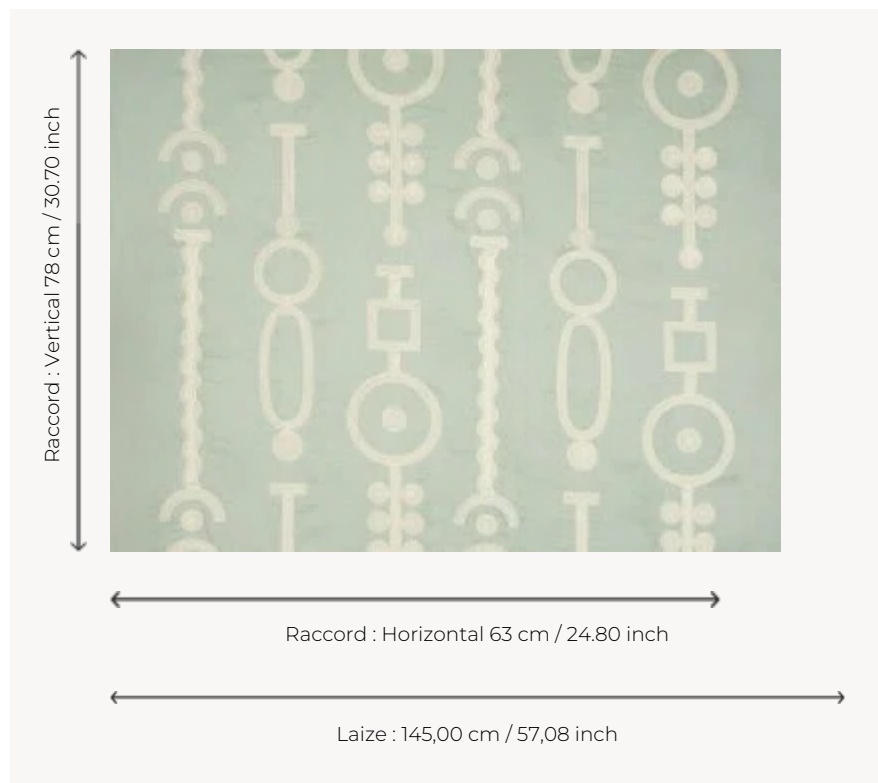 Raccord : Vertical 78 cm / 30.70 inch
Raccord : Horizontal 63 cm / 24.80 inch
Laize : 145,00 cm / 57,08 inch